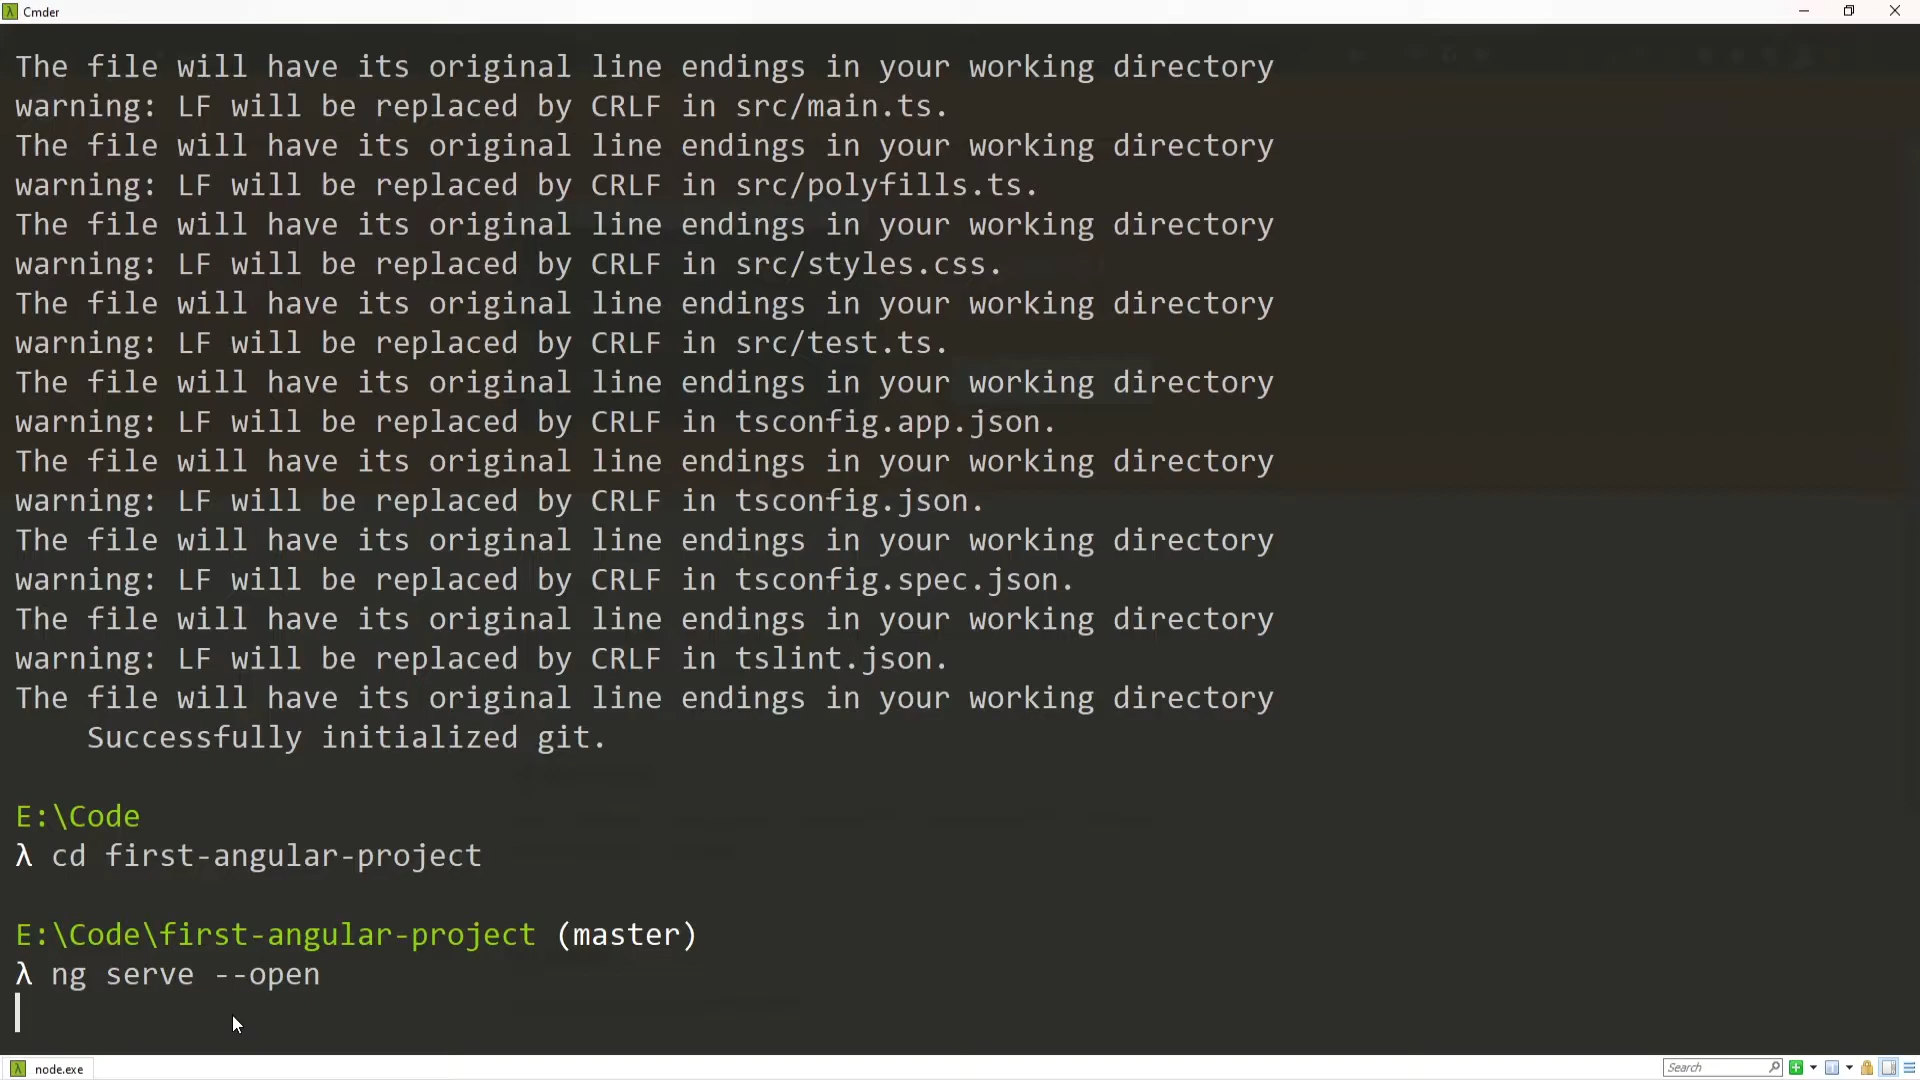 Cmder
The file will have its original line endings in your working directory
warning: LF will be replaced by CRLF in src/main.ts.
The file will have its original line endings in your working directory
warning: LF will be replaced by CRLF in src/polyfills.ts.
The file will have its original line endings in your working directory
warning: LF will be replaced by CRLF in src/styles.css.
The file will have its original line endings in your working directory
warning: LF will be replaced by CRLF in src/test.ts.
The file will have its original line endings in your working directory
warning: LF will be replaced by CRLF in tsconfig.app.json.
The file will have its original line endings in your working directory
warning: LF will be replaced by CRLF in tsconfig.json.
The file will have its original line endings in your working directory
warning: LF will be replaced by CRLF in tsconfig.spec.json.
The file will have its original line endings in your working directory
warning: LF will be replaced by CRLF in tslint.json.
The file will have its original line endings in your working directory
Successfully initialized git.
E:\Code
λ cd first-angular-project
E:\Code\first-angular-project (master)
λ ng serve --open
node.exe
Search